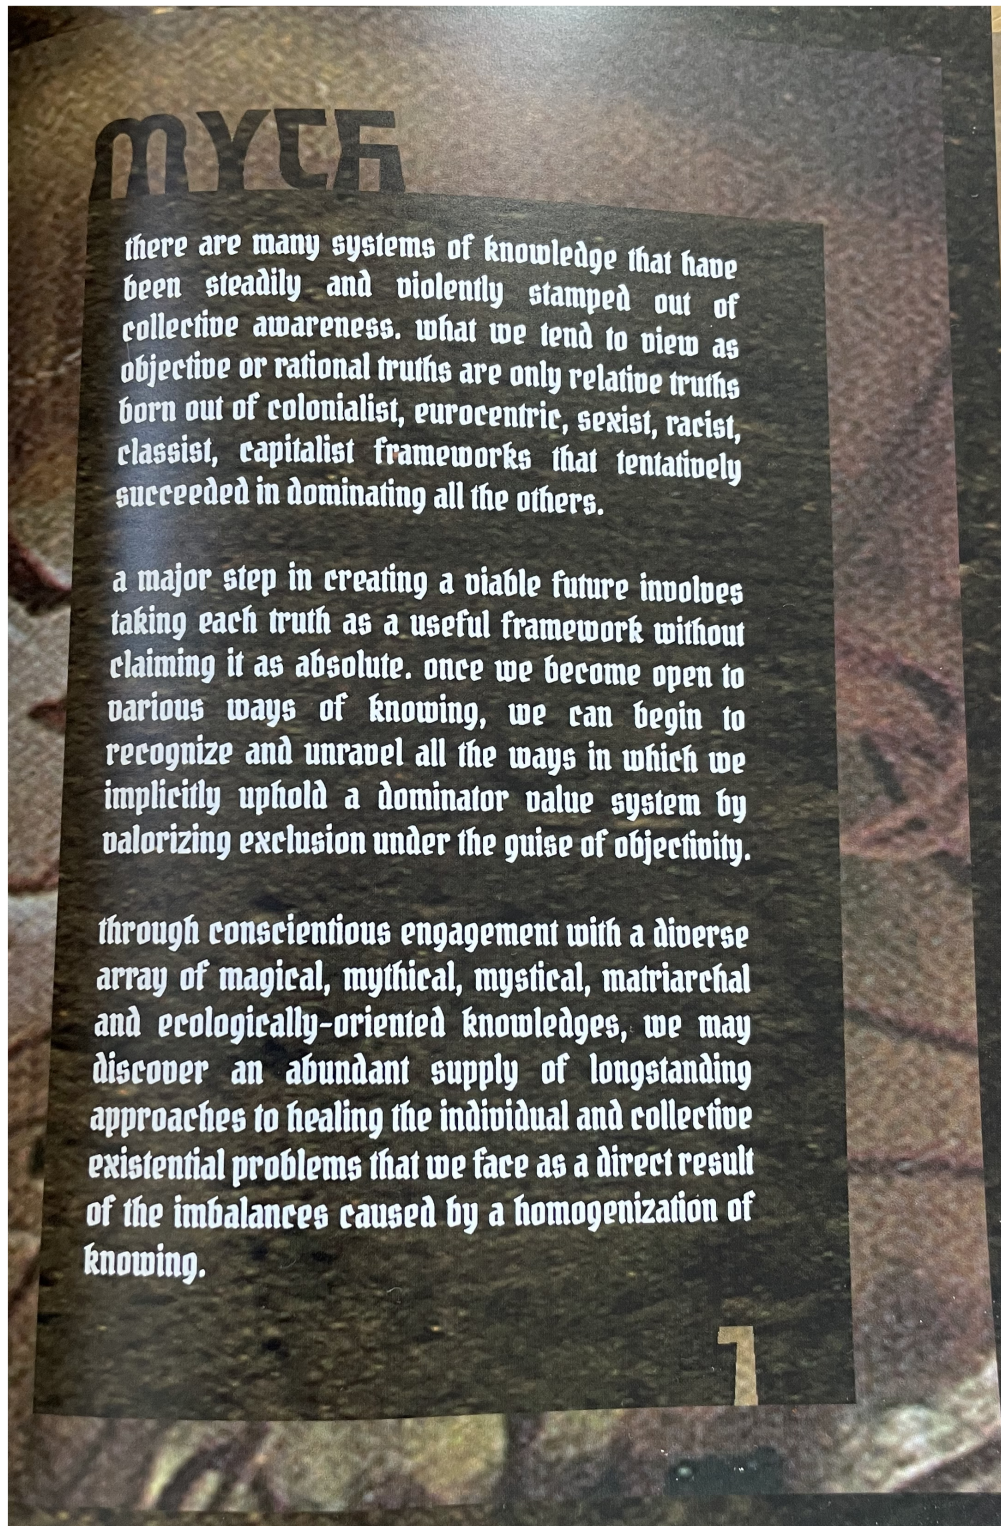 MYTH
there are many systems of knowledge that have
been steadily and violently stamped out of
collective awareness. what we tend to view as
objective or rational truths are only relative truths
born out of colonialist, eurocentric, sexist, racist,
classist, capitalist frameworks that tentatively
succeeded in dominating all the others.
a major step in creating a viable future involves
taking each truth as a useful framework without
claiming it as absolute. once we become open to
various ways of knowing, we can begin to
recognize and unravel all the ways in which we
implicitly uphold a dominator value system by
valorizing exclusion under the guise of objectivity.
through conscientious engagement with a diverse
array of magical, mythical, mystical, matriarchal
and ecologically-oriented knowledges, we may
discover an abundant supply of longstanding
approaches to healing the individual and collective
existential problems that we face as a direct result
of the imbalances caused by a homogenization of
knowing.
1